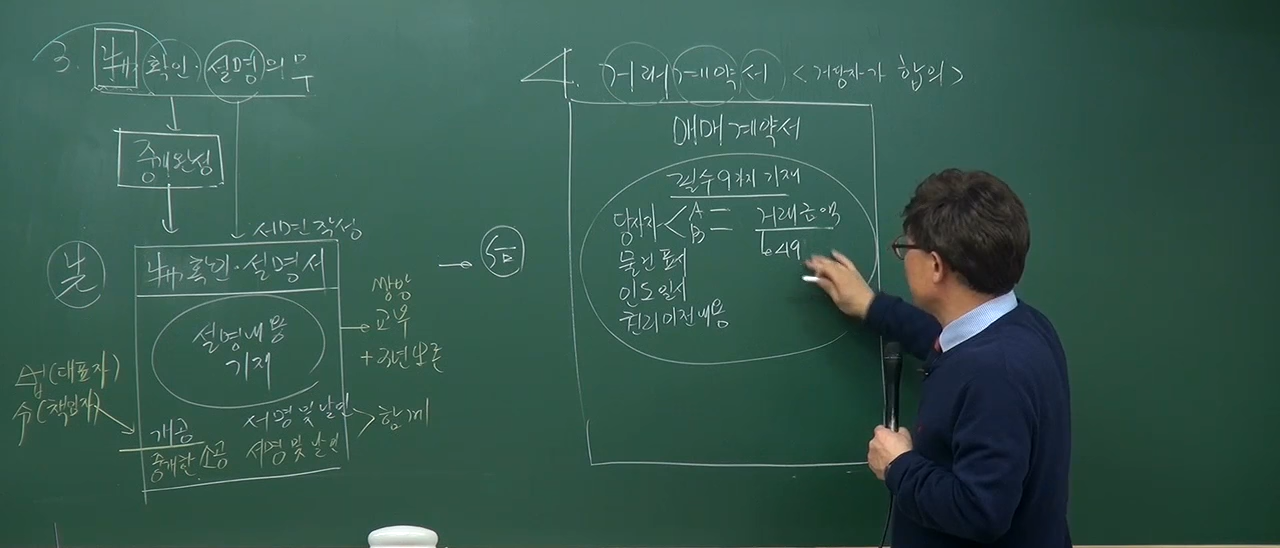 3. 확인·설명의무
중개완성
서면작성
확인·설명서
설명내용
기재
쌍방
교부
+3년보존
(대표자)
(책임자)
개공 서명 및 날인
중개한 소공 서명 및 날인
함께
4. 거래계약서 <거당자가 합의>
매매계약서
필수9가지 기재
당사자 < A =
B =
거래금액
물건표시
인도일시
권리이전내용